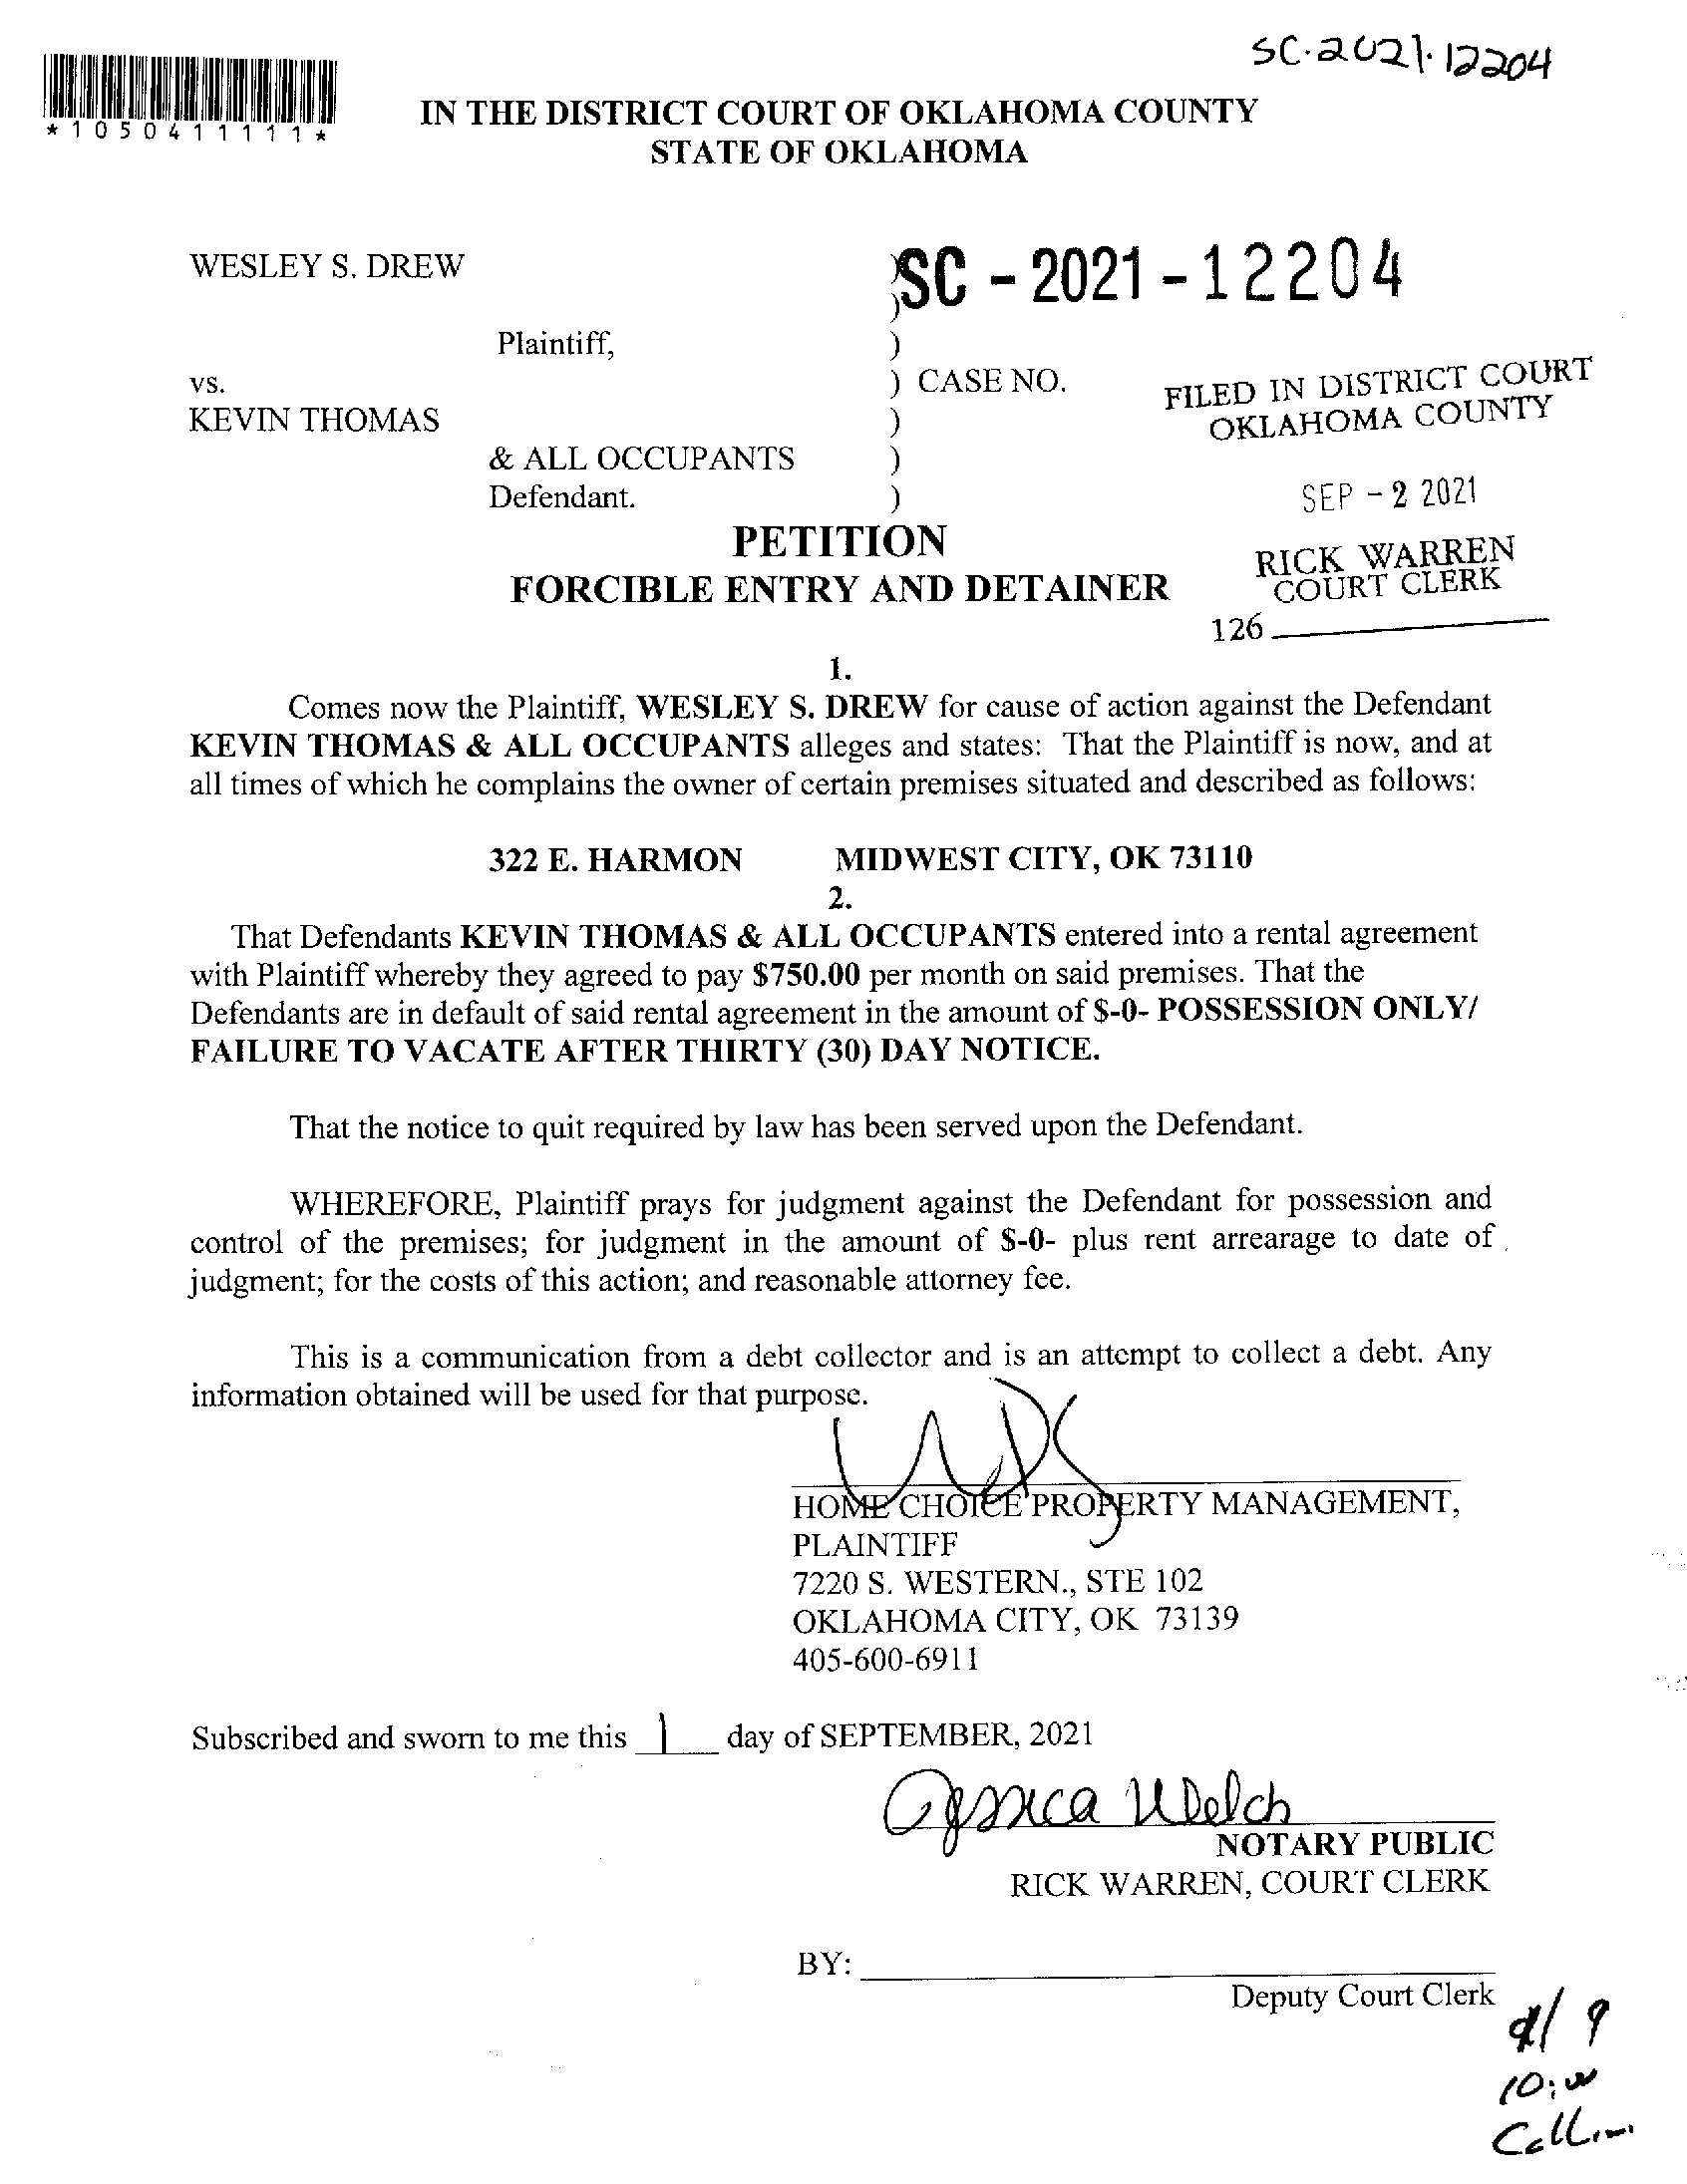 SC-2021-12204
*1050411111*
IN THE DISTRICT COURT OF OKLAHOMA COUNTY
STATE OF OKLAHOMA
WESLEY S. DREW
)SC - 2021 - 12204
)
Plaintiff, )
vs. ) CASE NO.
KEVIN THOMAS )
& ALL OCCUPANTS )
Defendant. )
FILED IN DISTRICT COURT
OKLAHOMA COUNTY
SEP - 2 2021
RICK WARREN
COURT CLERK
126
PETITION
FORCIBLE ENTRY AND DETAINER
1.
Comes now the Plaintiff, WESLEY S. DREW for cause of action against the Defendant
KEVIN THOMAS & ALL OCCUPANTS alleges and states: That the Plaintiff is now, and at
all times of which he complains the owner of certain premises situated and described as follows:
322 E. HARMON MIDWEST CITY, OK 73110
2.
That Defendants KEVIN THOMAS & ALL OCCUPANTS entered into a rental agreement
with Plaintiff whereby they agreed to pay $750.00 per month on said premises. That the
Defendants are in default of said rental agreement in the amount of $-0- POSSESSION ONLY/
FAILURE TO VACATE AFTER THIRTY (30) DAY NOTICE.
That the notice to quit required by law has been served upon the Defendant.
WHEREFORE, Plaintiff prays for judgment against the Defendant for possession and
control of the premises; for judgment in the amount of $-0- plus rent arrearage to date of
judgment; for the costs of this action; and reasonable attorney fee.
This is a communication from a debt collector and is an attempt to collect a debt. Any
information obtained will be used for that purpose.
HOME CHOICE PROPERTY MANAGEMENT,
PLAINTIFF
7220 S. WESTERN., STE 102
OKLAHOMA CITY, OK 73139
405-600-6911
Subscribed and sworn to me this 1 day of SEPTEMBER, 2021
Jessica Welch
NOTARY PUBLIC
RICK WARREN, COURT CLERK
BY:
Deputy Court Clerk
10:00